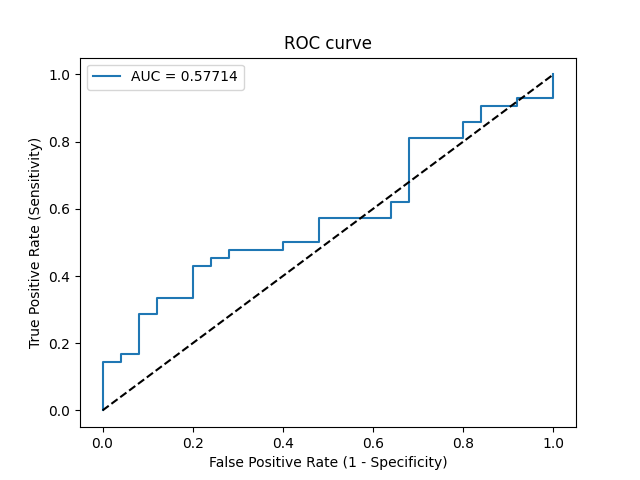 ROC curve
AUC = 0.57714
True Positive Rate (Sensitivity)
1.0
0.8
0.6
0.4
0.2
0.0
0.0 0.2 0.4 0.6 0.8 1.0
False Positive Rate (1 - Specificity)